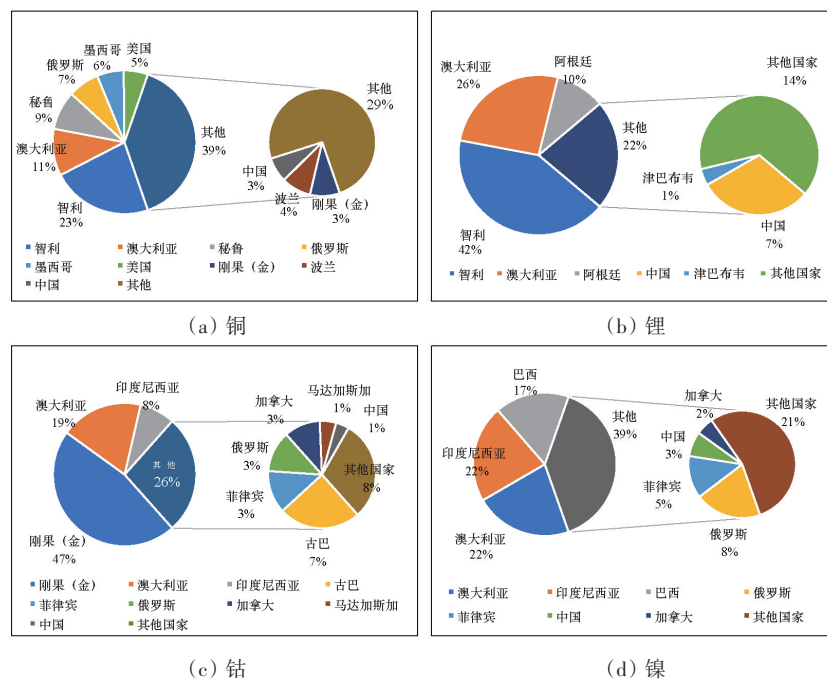 墨西哥
6%
美国
5%
俄罗斯
7%
秘鲁
9%
澳大利亚
11%
智利
23%
其他
39%
其他
29%
中国
3%
波兰
4%
刚果（金）
3%
智利 澳大利亚 秘鲁 俄罗斯
墨西哥 美国 刚果（金） 波兰
中国 其他
(a) 铜
澳大利亚
26%
阿根廷
10%
其他
22%
智利
42%
其他国家
14%
津巴布韦
1%
中国
7%
智利 澳大利亚 阿根廷 中国 津巴布韦 其他国家
(b) 锂
澳大利亚
19%
印度尼西亚
8%
其他
26%
刚果（金）
47%
加拿大
3%
马达加斯加
1%
中国
1%
俄罗斯
3%
其他国家
8%
菲律宾
3%
古巴
7%
刚果（金） 澳大利亚 印度尼西亚 古巴
菲律宾 俄罗斯 加拿大 马达加斯加
中国 其他国家
(c) 钴
巴西
17%
其他
39%
印度尼西亚
22%
澳大利亚
22%
加拿大
2%
其他国家
21%
中国
3%
菲律宾
5%
俄罗斯
8%
澳大利亚 印度尼西亚 巴西 俄罗斯
菲律宾 中国 加拿大 其他国家
(d) 镍